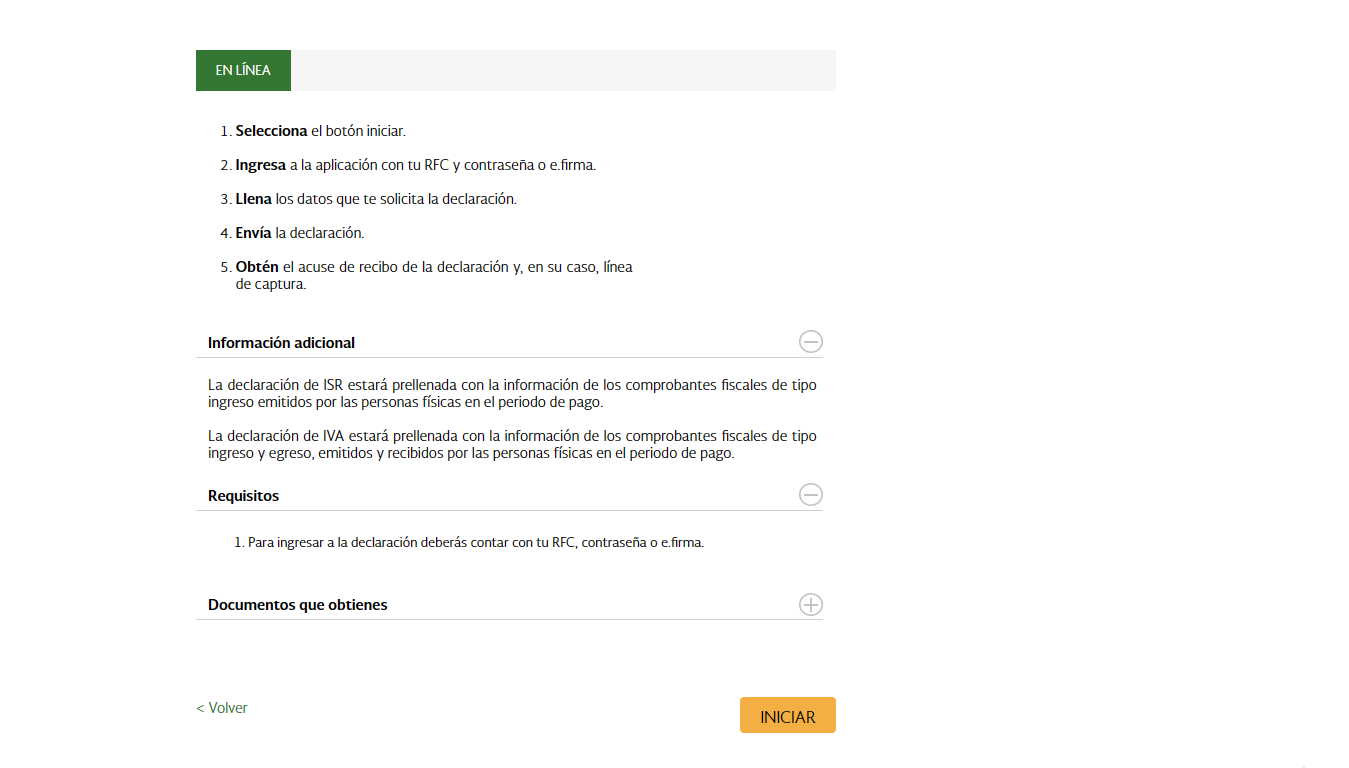 EN LÍNEA
1. Selecciona el botón iniciar.
2. Ingresa a la aplicación con tu RFC y contraseña o e.firma.
3. Llena los datos que te solicita la declaración.
4. Envía la declaración.
5. Obtén el acuse de recibo de la declaración y, en su caso, línea
de captura.
Información adicional
La declaración de ISR estará prellenada con la información de los comprobantes fiscales de tipo
ingreso emitidos por las personas físicas en el periodo de pago.
La declaración de IVA estará prellenada con la información de los comprobantes fiscales de tipo
ingreso y egreso, emitidos y recibidos por las personas físicas en el periodo de pago.
Requisitos
1. Para ingresar a la declaración deberás contar con tu RFC, contraseña o e.firma.
Documentos que obtienes
< Volver
INICIAR